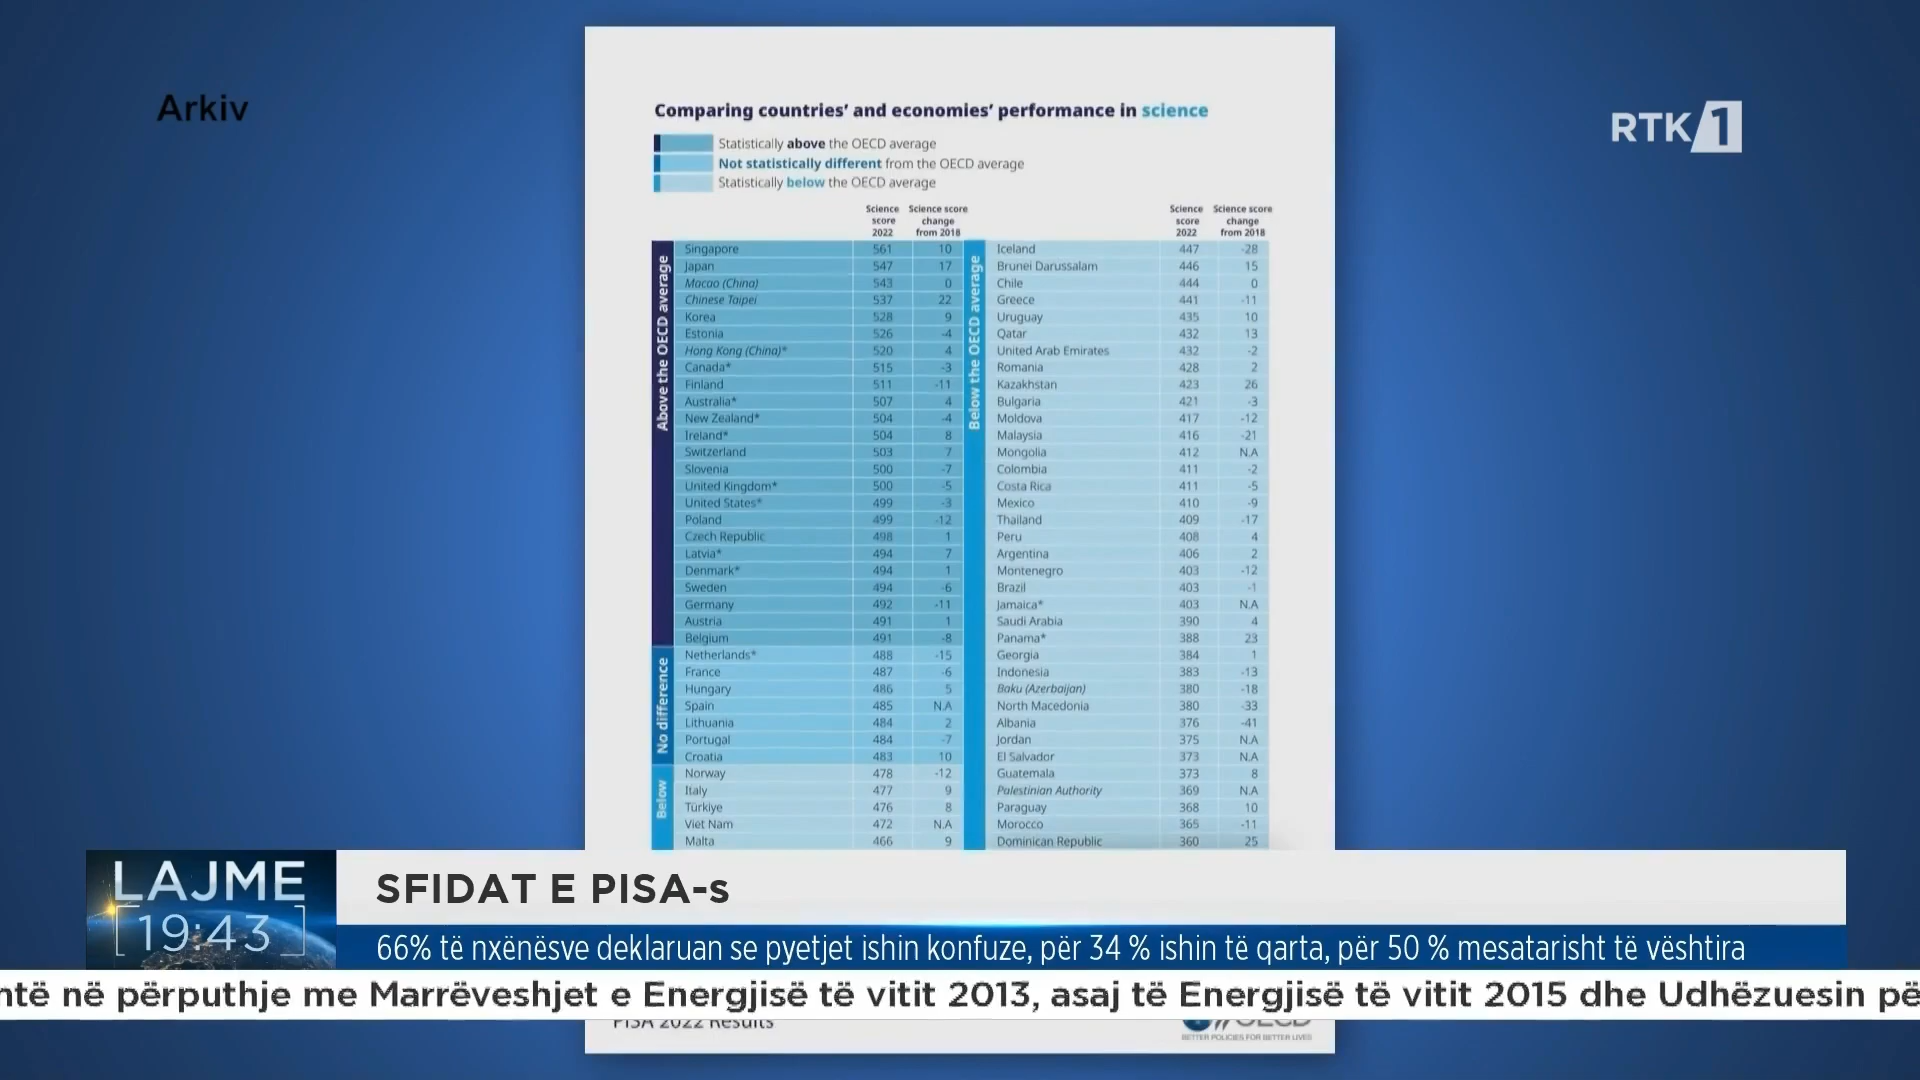 Arkiv
RTK 1
Comparing countries' and economies' performance in science
Statistically above the OECD average
Not statistically different from the OECD average
Statistically below the OECD average
Science score 2022 Science score change from 2018
Above the OECD average
Singapore 561 10
Japan 547 17
Macao (China) 543 0
Chinese Taipei 537 22
Korea 528 9
Estonia 526 -4
Hong Kong (China)* 520 4
Canada* 515 -3
Finland 511 -11
Australia* 507 4
New Zealand* 504 -4
Ireland* 504 8
Switzerland 503 7
Slovenia 500 -7
United Kingdom* 500 -5
United States* 499 -3
Poland 499 -12
Czech Republic 498 1
Latvia* 494 7
Denmark* 494 1
Sweden 494 -6
Germany 492 -11
Austria 491 1
Belgium 491 -8
No difference
Netherlands* 488 -15
France 487 -6
Hungary 486 5
Spain 485 N.A
Lithuania 484 2
Portugal 484 -7
Croatia 483 10
Below
Norway 478 -12
Italy 477 9
Türkiye 476 8
Viet Nam 472 N.A
Malta 466 9
Science score 2022 Science score change from 2018
Below the OECD average
Iceland 447 -28
Brunei Darussalam 446 15
Chile 444 0
Greece 441 -11
Uruguay 435 10
Qatar 432 13
United Arab Emirates 432 -2
Romania 428 2
Kazakhstan 423 26
Bulgaria 421 -3
Moldova 417 -12
Malaysia 416 -21
Mongolia 412 N.A
Colombia 411 -2
Costa Rica 411 -5
Mexico 410 -9
Thailand 409 -17
Peru 408 4
Argentina 406 2
Montenegro 403 -12
Brazil 403 -1
Jamaica* 403 N.A
Saudi Arabia 390 4
Panama* 388 23
Georgia 384 1
Indonesia 383 -13
Baku (Azerbaijan) 380 -18
North Macedonia 380 -33
Albania 376 -41
Jordan 375 N.A
El Salvador 373 N.A
Guatemala 373 8
Palestinian Authority 369 N.A
Paraguay 368 10
Morocco 365 -11
Dominican Republic 360 25
LAJME
19:43
SFIDAT E PISA-s
66% të nxënësve deklaruan se pyetjet ishin konfuze, për 34 % ishin të qarta, për 50 % mesatarisht të vështira
në përputhje me Marrëveshjet e Energjisë të vitit 2013, asaj të Energjisë të vitit 2015 dhe Udhëzuesin
PISA 2022 Results
OECD
BETTER POLICIES FOR BETTER LIVES